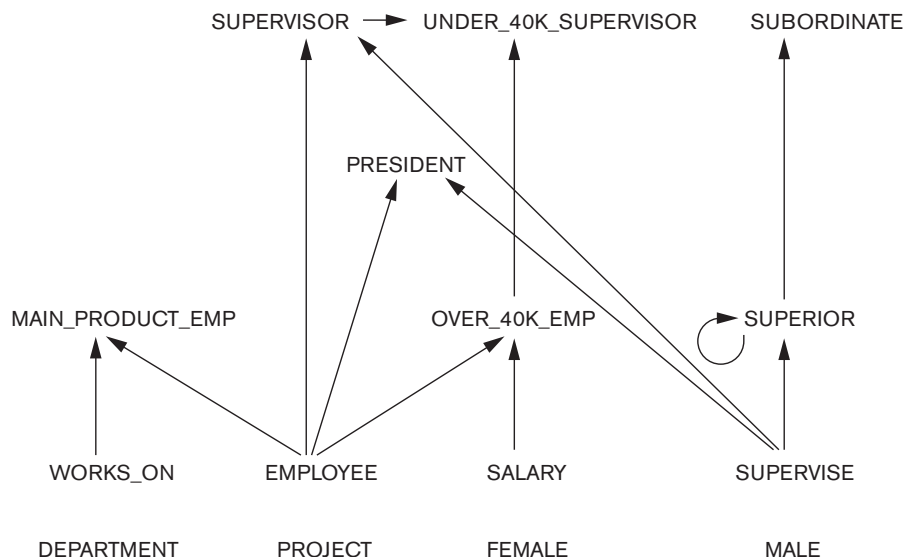 SUPERVISOR UNDER_40K_SUPERVISOR SUBORDINATE
PRESIDENT
MAIN_PRODUCT_EMP OVER_40K_EMP SUPERIOR
WORKS_ON EMPLOYEE SALARY SUPERVISE
DEPARTMENT PROJECT FEMALE MALE